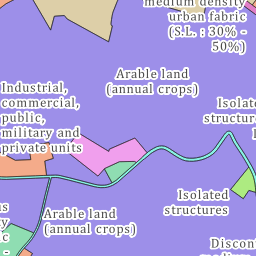 medium density
urban fabric
(S.L. : 30% -
50%)
Arable land
(annual crops)
Industrial,
commercial,
public,
military and
private units
Isolated
structures
Isolated
structures
Arable land
(annual crops)